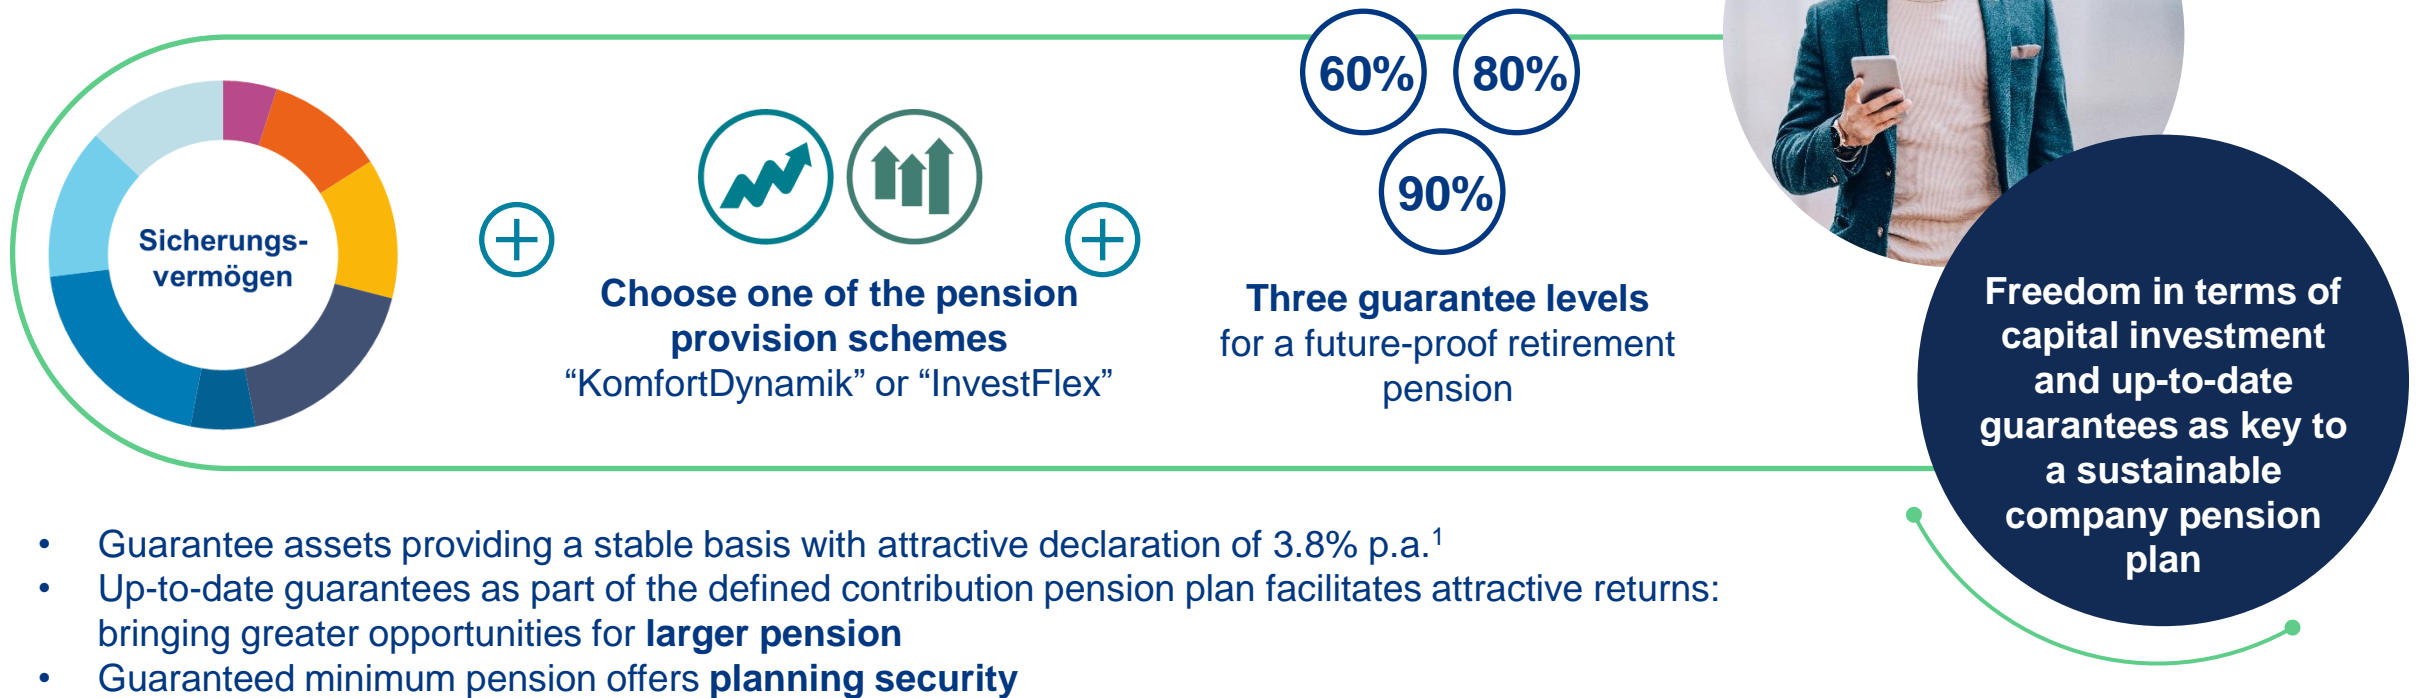 Sicherungs-
vermögen
Choose one of the pension
provision schemes
“KomfortDynamik” or “InvestFlex”
60%
80%
90%
Three guarantee levels
for a future-proof retirement
pension
Freedom in terms of
capital investment
and up-to-date
guarantees as key to
a sustainable
company pension
plan
• Guarantee assets providing a stable basis with attractive declaration of 3.8% p.a.¹
• Up-to-date guarantees as part of the defined contribution pension plan facilitates attractive returns:
bringing greater opportunities for larger pension
• Guaranteed minimum pension offers planning security